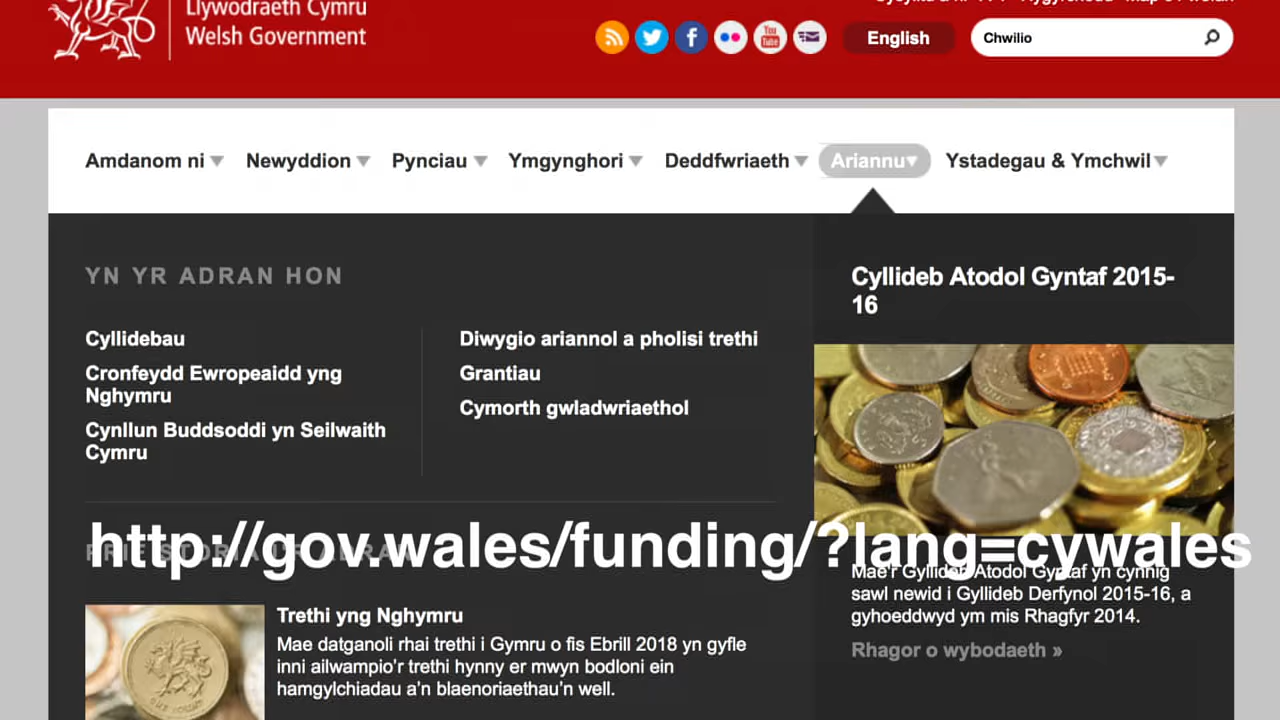 Llywodraeth Cymru
Welsh Government
You
Tube
English
Chwilio
Amdanom ni
Newyddion
Pynciau
Ymgynghori
Deddfwriaeth
Ariannu
Ystadegau & Ymchwil
YN YR ADRAN HON
Cyllidebau
Cronfeydd Ewropeaidd yng
Nghymru
Cynllun Buddsoddi yn Seilwaith
Cymru
Diwygio ariannol a pholisi trethi
Grantiau
Cymorth gwladwriaethol
Cyllideb Atodol Gyntaf 2015-
16
http://gov.wales/funding/?lang=cywales
Mae'r Gyllideb Atodol Gyntaf yn cynnig
sawl newid i Gyllideb Derfynol 2015-16, a
gyhoeddwyd ym mis Rhagfyr 2014.
Rhagor o wybodaeth »
Trethi yng Nghymru
Mae datganoli rhai trethi i Gymru o fis Ebrill 2018 yn gyfle
inni ailwampio'r trethi hynny er mwyn bodloni ein
hamgylchiadau a'n blaenoriaethau'n well.